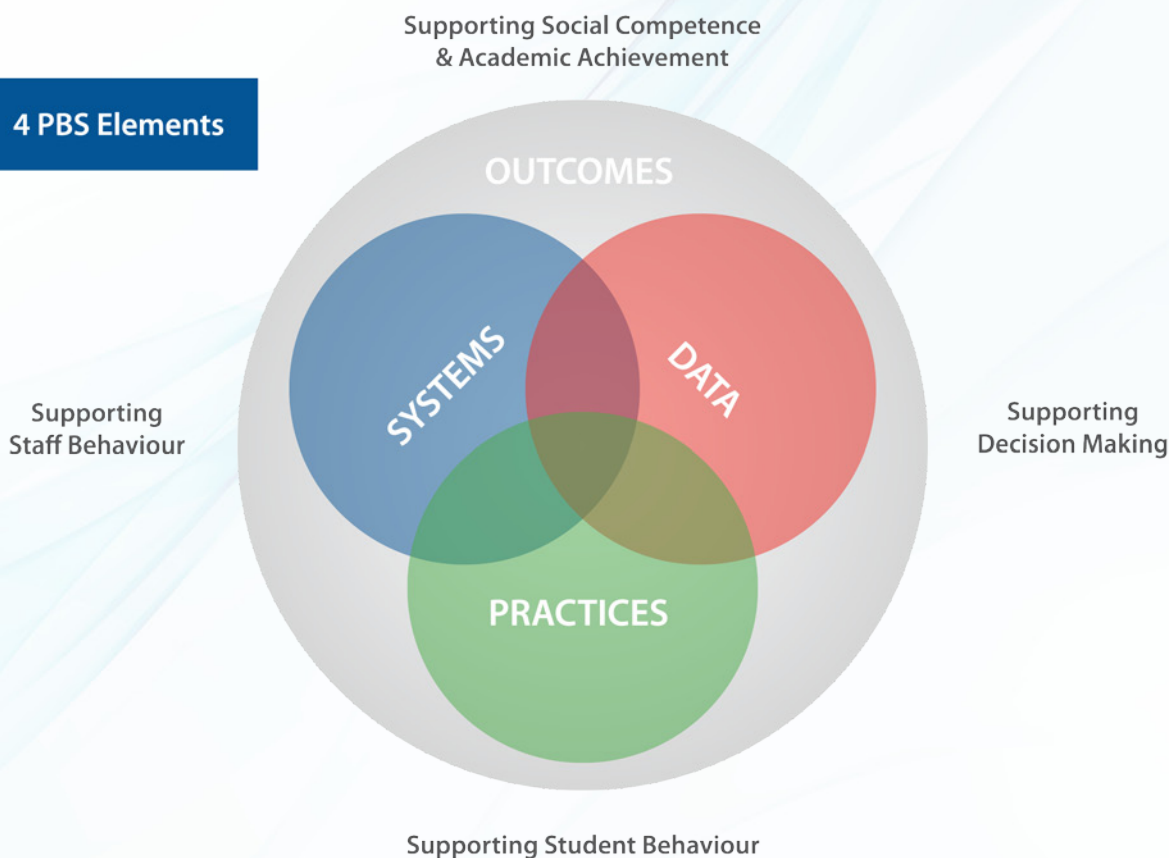 Supporting Social Competence
& Academic Achievement
4 PBS Elements
OUTCOMES
SYSTEMS
DATA
Supporting
Staff Behaviour
Supporting
Decision Making
PRACTICES
Supporting Student Behaviour